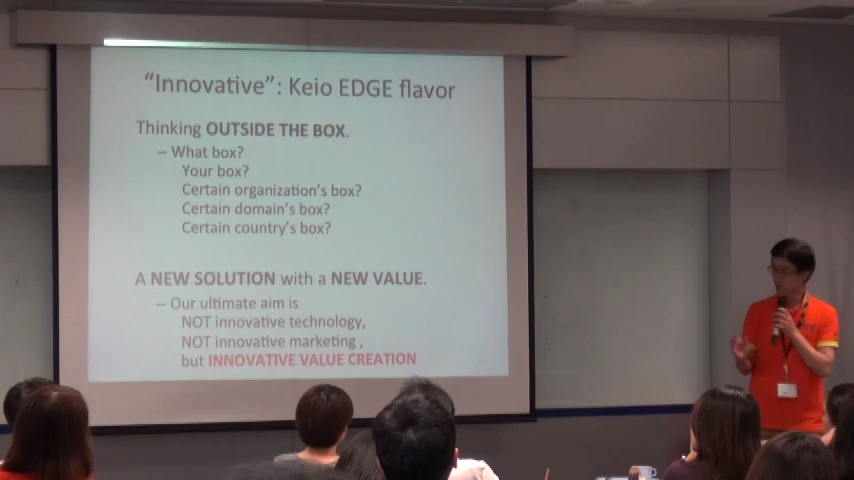 “Innovative”: Keio EDGE flavor
Thinking OUTSIDE THE BOX.
– What box?
Your box?
Certain organization's box?
Certain domain's box?
Certain country's box?
A NEW SOLUTION with a NEW VALUE.
– Our ultimate aim is
NOT innovative technology,
NOT innovative marketing ,
but INNOVATIVE VALUE CREATION